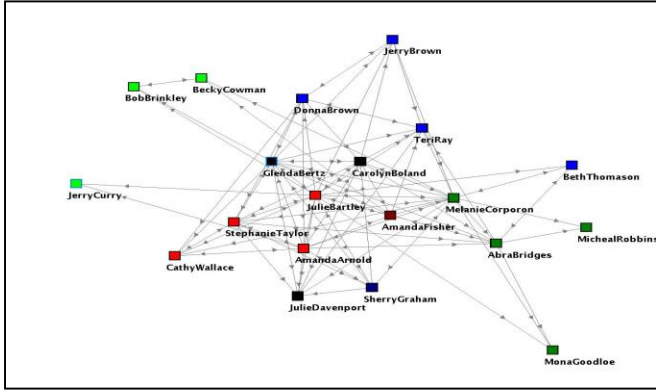 JerryBrown
BeckyCowman
BobBrinkley
DonnaBrown
TeriRay
GlendaBertz
CarolynBoland
BethThomason
JerryCurry
JulieBartley
MelanieCorporon
StephanieTaylor
AmandaFisher
MichealRobbins
CathyWallace
AmandaArnold
AbraBridges
JulieDavenport
SherryGraham
MonaGoodloe